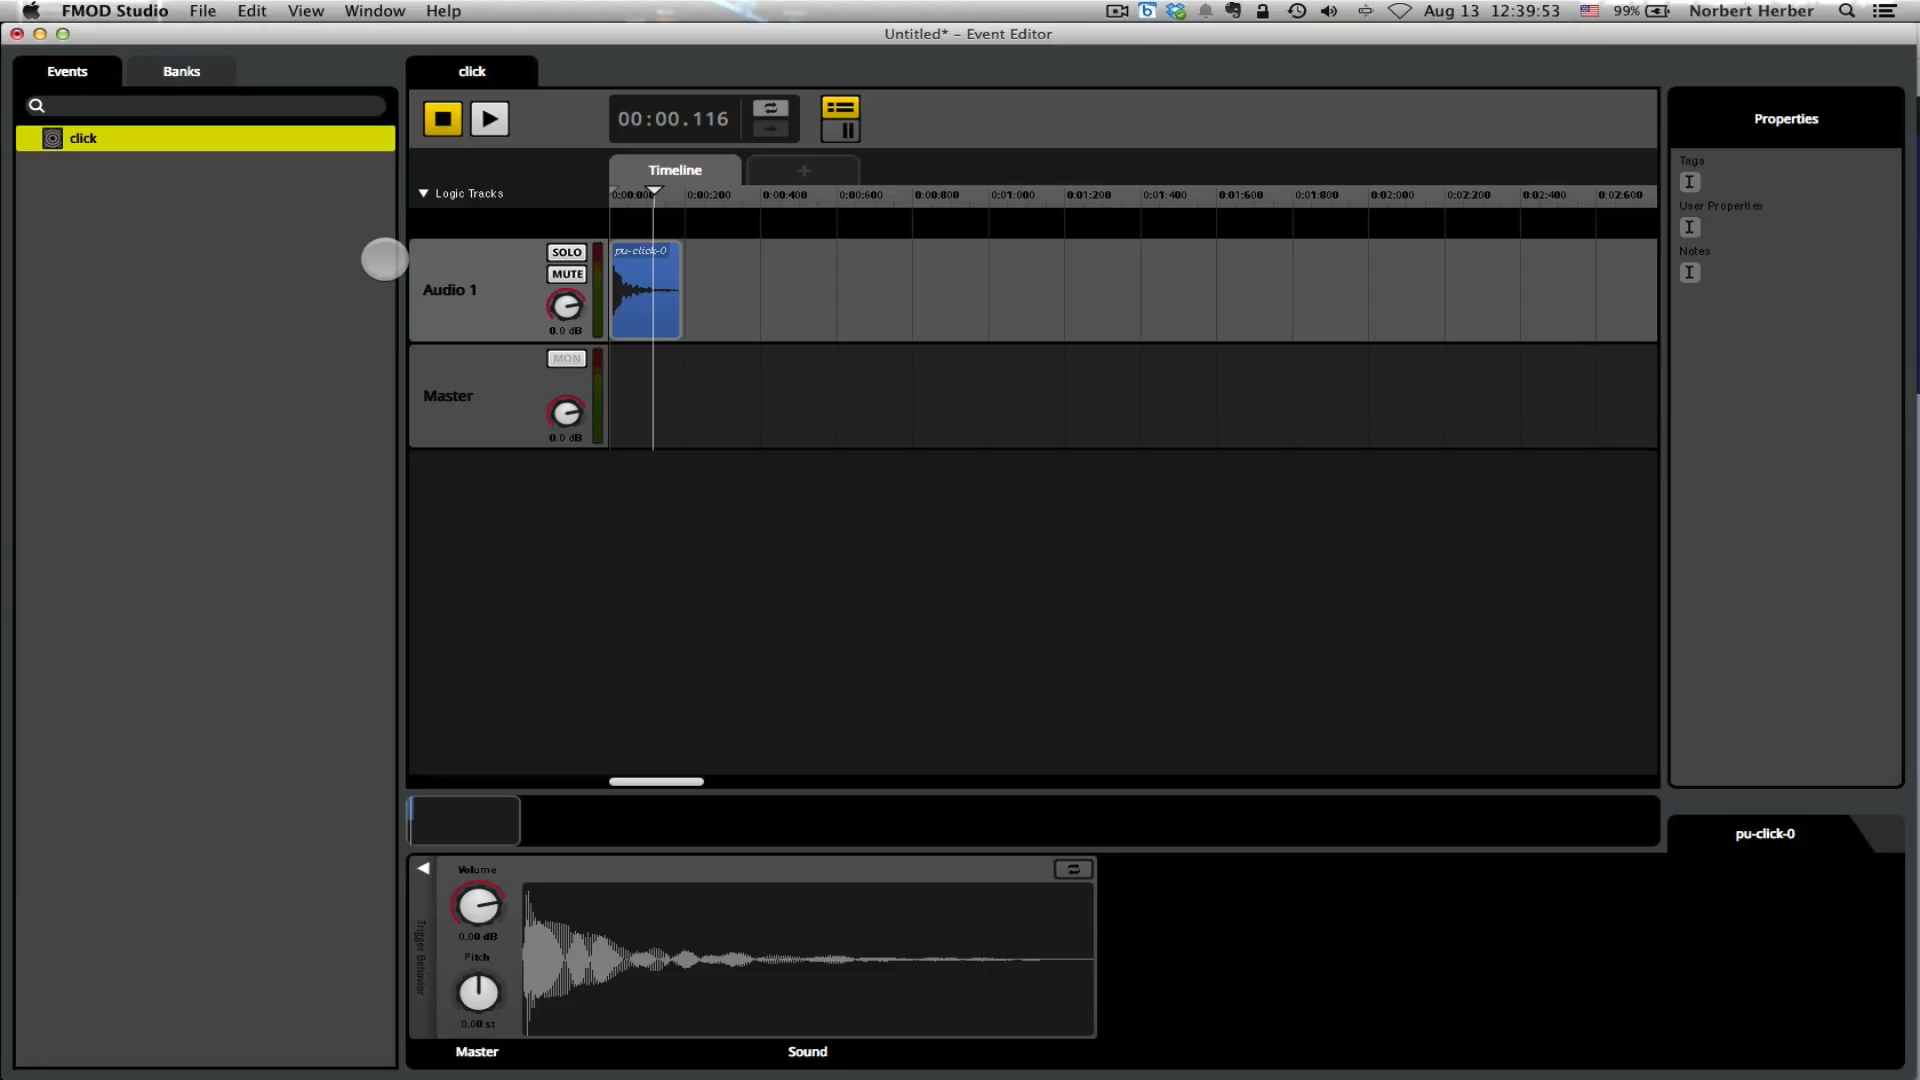 FMOD Studio File Edit View Window Help Aug 13 12:39:53 99% Norbert Herber
Untitled* – Event Editor
Events Banks click
00:00.116
Properties
click
Timeline +
Logic Tracks
0:00:000 0:00:200 0:00:400 0:00:600 0:00:800 0:01:000 0:01:200 0:01:400 0:01:600 0:01:800 0:02:000 0:02:200 0:02:400 0:02:600
Tags
User Properties
Notes
Audio 1
SOLO
MUTE
0.0 dB
pu-click-0
Master
MON
0.0 dB
pu-click-0
Trigger Behavior
Volume
0.00 dB
Pitch
0.00 st
Master Sound